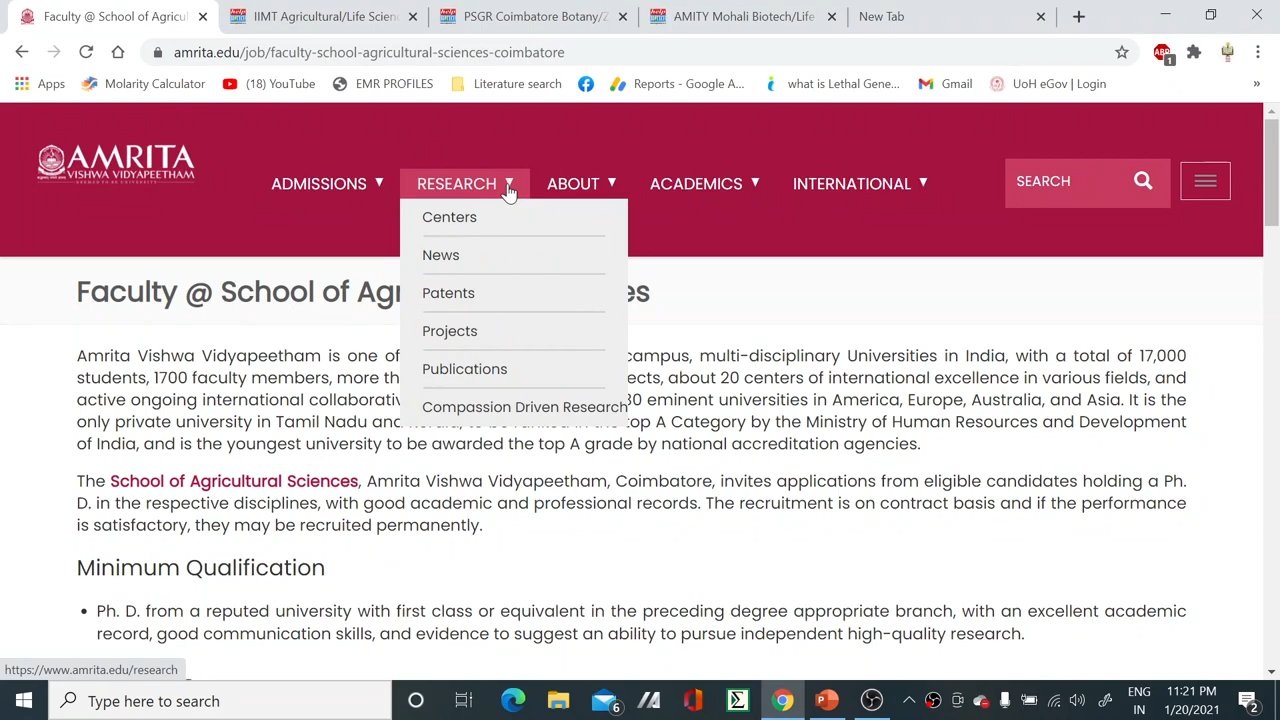 Faculty @ School of Agricul
IIMT Agricultural/Life Scienc
PSGR Coimbatore Botany/Z
AMITY Mohali Biotech/Life
New Tab
amrita.edu/job/faculty-school-agricultural-sciences-coimbatore
ABP
1
Apps
Molarity Calculator
(18) YouTube
EMR PROFILES
Literature search
Reports - Google A...
what is Lethal Gene...
Gmail
UoH eGov | Login
»
AMRITA
VISHWA VIDYAPEETHAM
ADMISSIONS ▼
RESEARCH ▼
ABOUT ▼
ACADEMICS ▼
INTERNATIONAL ▼
SEARCH
Centers
News
Patents
Projects
Publications
Compassion Driven Research
Faculty @ School of Ag es
Amrita Vishwa Vidyapeetham is one of campus, multi-disciplinary Universities in India, with a total of 17,000
students, 1700 faculty members, more th ects, about 20 centers of international excellence in various fields, and
active ongoing international collaborativ 30 eminent universities in America, Europe, Australia, and Asia. It is the
only private university in Tamil Nadu and top A Category by the Ministry of Human Resources and Development
of India, and is the youngest university to be awarded the top A grade by national accreditation agencies.
The School of Agricultural Sciences, Amrita Vishwa Vidyapeetham, Coimbatore, invites applications from eligible candidates holding a Ph.
D. in the respective disciplines, with good academic and professional records. The recruitment is on contract basis and if the performance
is satisfactory, they may be recruited permanently.
Minimum Qualification
• Ph. D. from a reputed university with first class or equivalent in the preceding degree appropriate branch, with an excellent academic
record, good communication skills, and evidence to suggest an ability to pursue independent high-quality research.
https://www.amrita.edu/research
Type here to search
6
ENG
IN
11:21 PM
1/20/2021
2